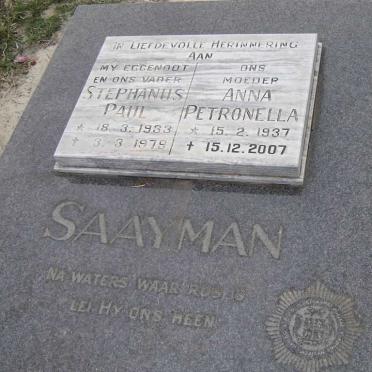 IN LIEFDEVOLLE HERINNERING
AAN
MY EGGENOOT
EN ONS VADER
STEPHANUS
PAUL
* 18.3.1933
† 3.3.1979
ONS
MOEDER
ANNA
PETRONELLA
* 15.2.1937
† 15.12.2007
SAAYMAN
NA WATERS WAAR RUS IS
LEI HY ONS HEEN